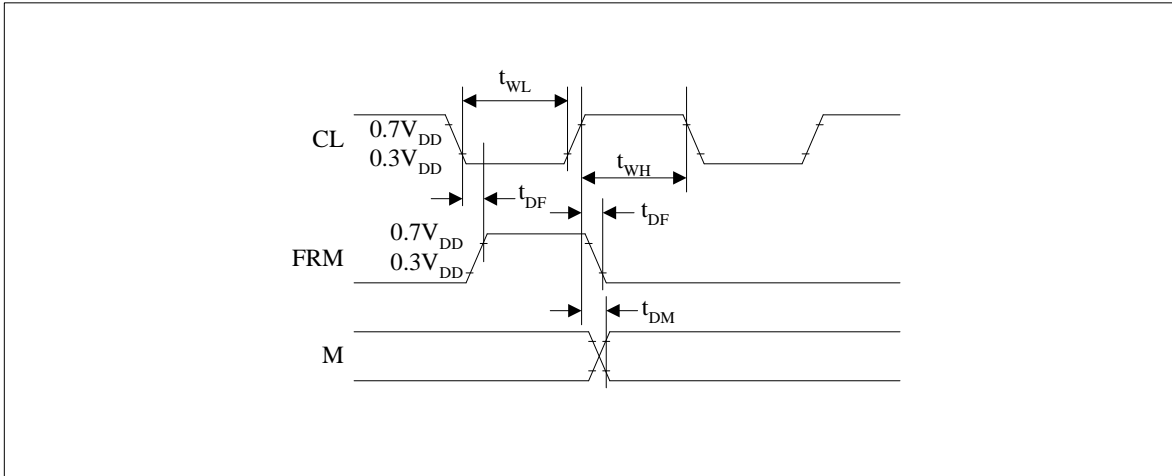 t_WL
CL
0.7V_DD
0.3V_DD
t_WH
t_DF
t_DF
FRM
0.7V_DD
0.3V_DD
t_DM
M